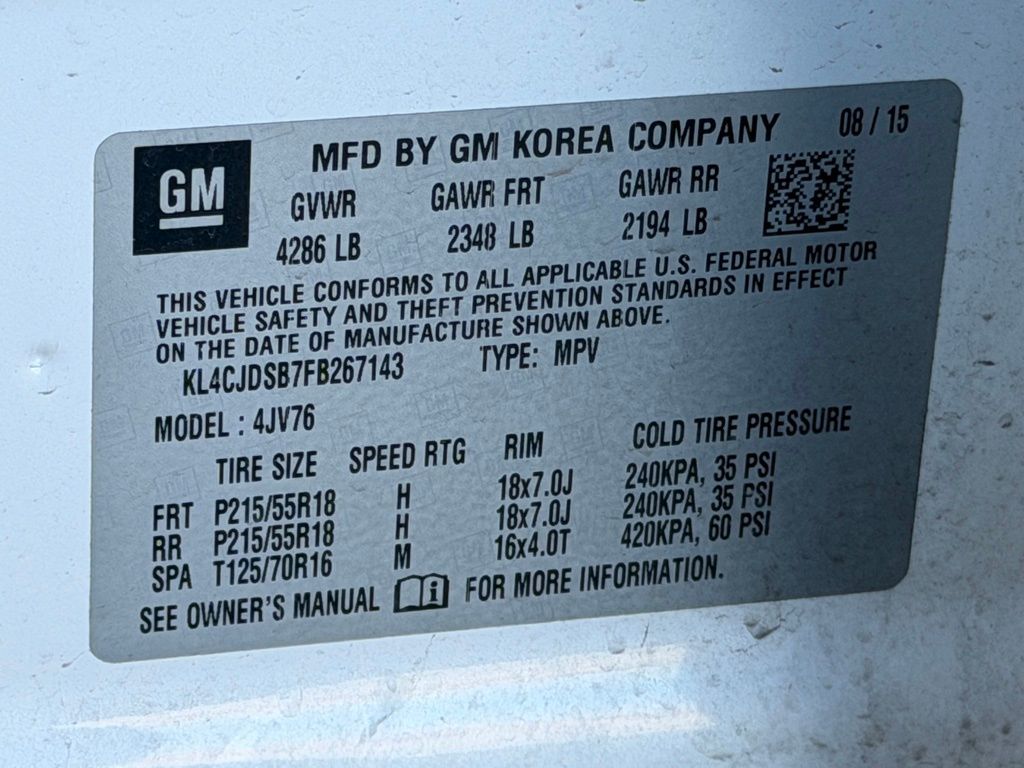 GM
MFD BY GM KOREA COMPANY 08 / 15
GVWR GAWR FRT GAWR RR
4286 LB 2348 LB 2194 LB
THIS VEHICLE CONFORMS TO ALL APPLICABLE U.S. FEDERAL MOTOR
VEHICLE SAFETY AND THEFT PREVENTION STANDARDS IN EFFECT
ON THE DATE OF MANUFACTURE SHOWN ABOVE.
KL4CJDSB7FB267143 TYPE: MPV
MODEL : 4JV76
TIRE SIZE SPEED RTG RIM COLD TIRE PRESSURE
FRT P215/55R18 H 18x7.0J 240KPA, 35 PSI
RR P215/55R18 H 18x7.0J 240KPA, 35 PSI
SPA T125/70R16 M 16x4.0T 420KPA, 60 PSI
SEE OWNER'S MANUAL FOR MORE INFORMATION.